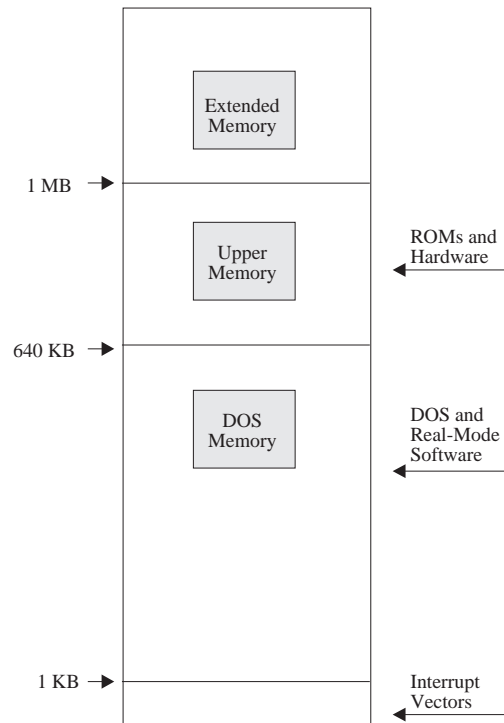 Extended
Memory
1 MB
Upper
Memory
ROMs and
Hardware
640 KB
DOS
Memory
DOS and
Real-Mode
Software
1 KB
Interrupt
Vectors